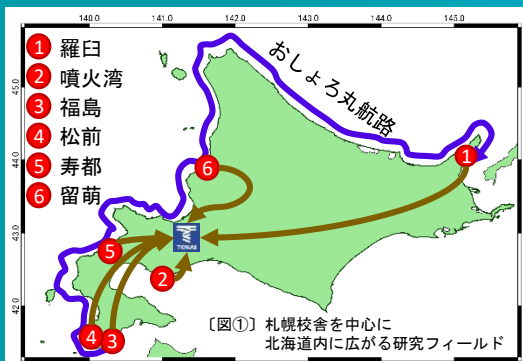 140.0 141.0 142.0 143.0 144.0 145.0
① 羅臼
② 噴火湾
③ 福島
④ 松前
⑤ 寿都
⑥ 留萌
おしょろ丸航路
45.0
44.0
43.0
42.0
1
6
5
2
4
3
TOKAI
〔図①〕札幌校舎を中心に
北海道内に広がる研究フィールド